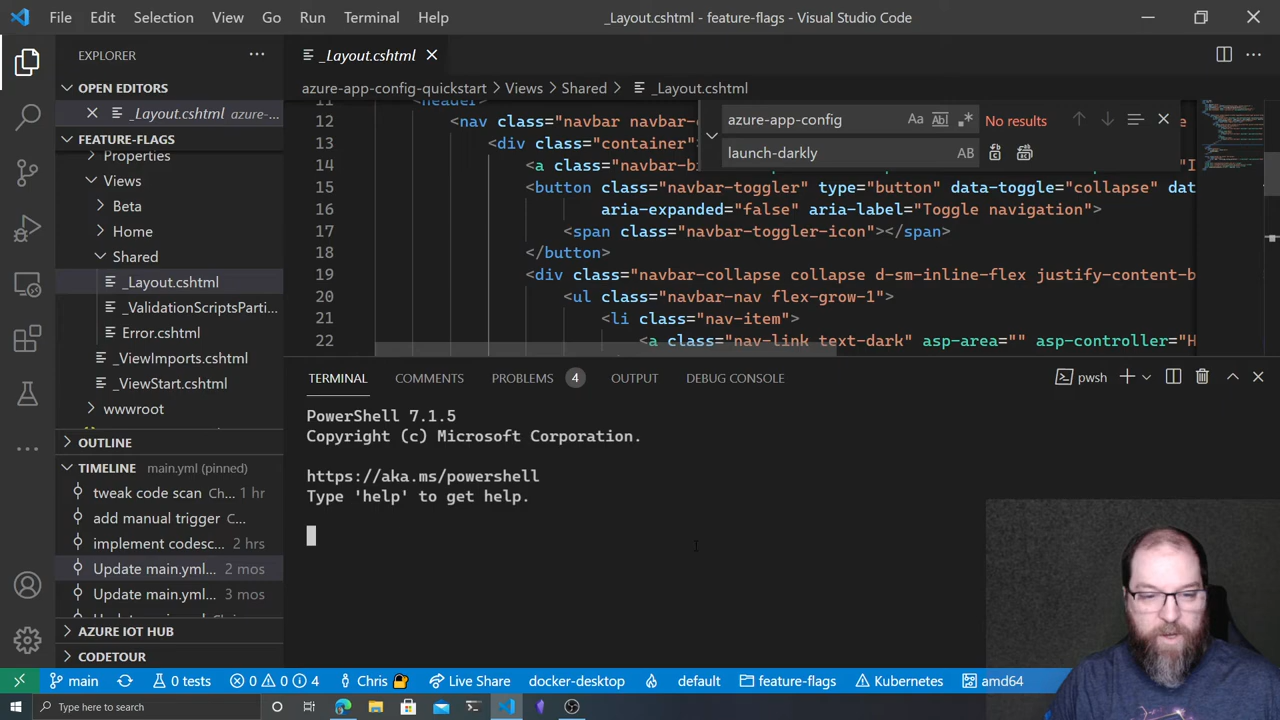 File Edit Selection View Go Run Terminal Help
_Layout.cshtml - feature-flags - Visual Studio Code
EXPLORER
OPEN EDITORS
_Layout.cshtml azure-...
FEATURE-FLAGS
Properties
Views
Beta
Home
Shared
_Layout.cshtml
_ValidationScriptsParti...
Error.cshtml
_ViewImports.cshtml
_ViewStart.cshtml
wwwroot
OUTLINE
TIMELINE main.yml (pinned)
tweak code scan Ch... 1 hr
add manual trigger C...
implement codesc... 2 hrs
Update main.yml... 2 mos
Update main.yml... 3 mos
AZURE IOT HUB
CODETOUR
_Layout.cshtml
azure-app-config-quickstart > Views > Shared > _Layout.cshtml
azure-app-config Aa Ab .* No results
launch-darkly AB
11 <header>
12 <nav class="navbar navbar-
13 <div class="container"
14 <a class="navbar-b
15 <button class="navbar-toggler" type="button" data-toggle="collapse" dat
16 aria-expanded="false" aria-label="Toggle navigation">
17 <span class="navbar-toggler-icon"></span>
18 </button>
19 <div class="navbar-collapse collapse d-sm-inline-flex justify-content-b
20 <ul class="navbar-nav flex-grow-1">
21 <li class="nav-item">
22 <a class="nav-link text-dark" asp-area="" asp-controller="H
TERMINAL COMMENTS PROBLEMS 4 OUTPUT DEBUG CONSOLE
pwsh
PowerShell 7.1.5
Copyright (c) Microsoft Corporation.
https://aka.ms/powershell
Type 'help' to get help.
main 0 tests 0 0 4 Chris Live Share docker-desktop default feature-flags Kubernetes amd64
Type here to search